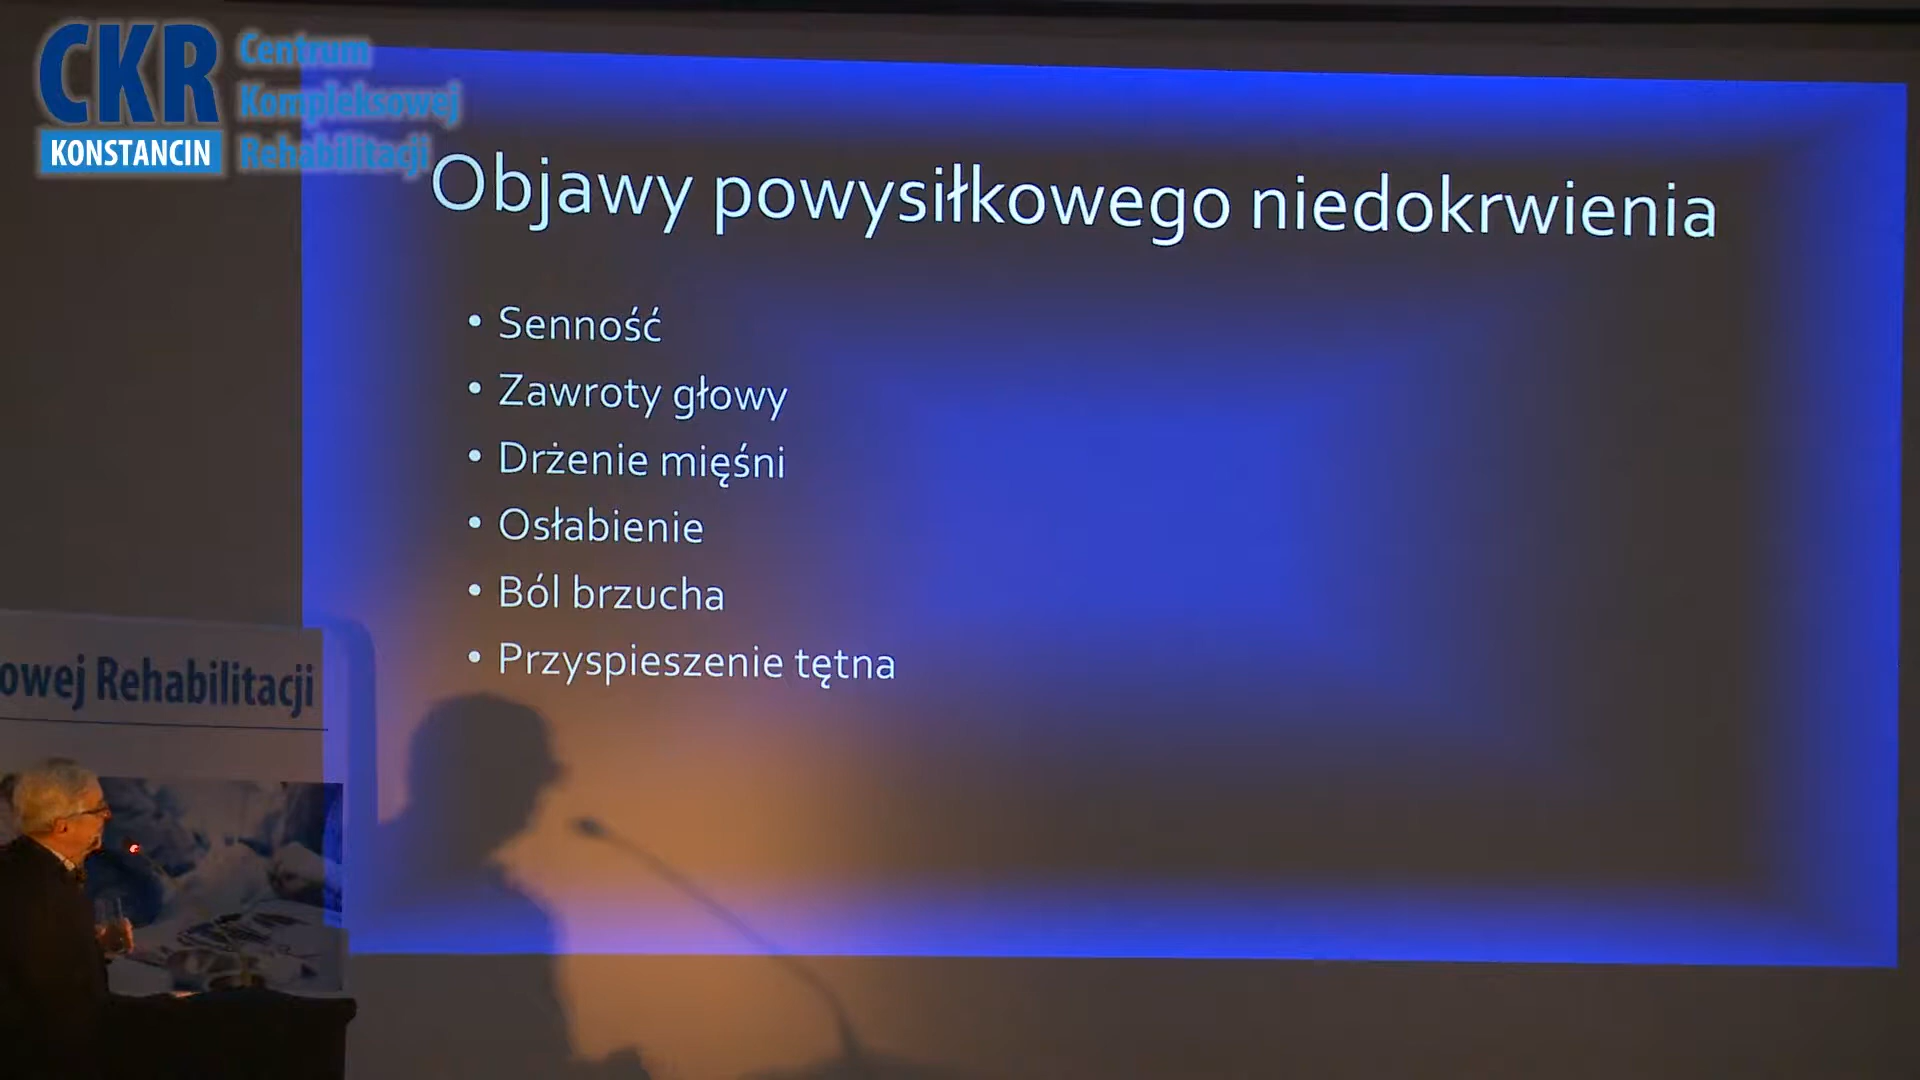 CKR
KONSTANCIN
Centrum
Kompleksowej
Rehabilitacji
Objawy powysiłkowego niedokrwienia
• Senność
• Zawroty głowy
• Drżenie mięśni
• Osłabienie
• Ból brzucha
• Przyspieszenie tętna
owej Rehabilitacji